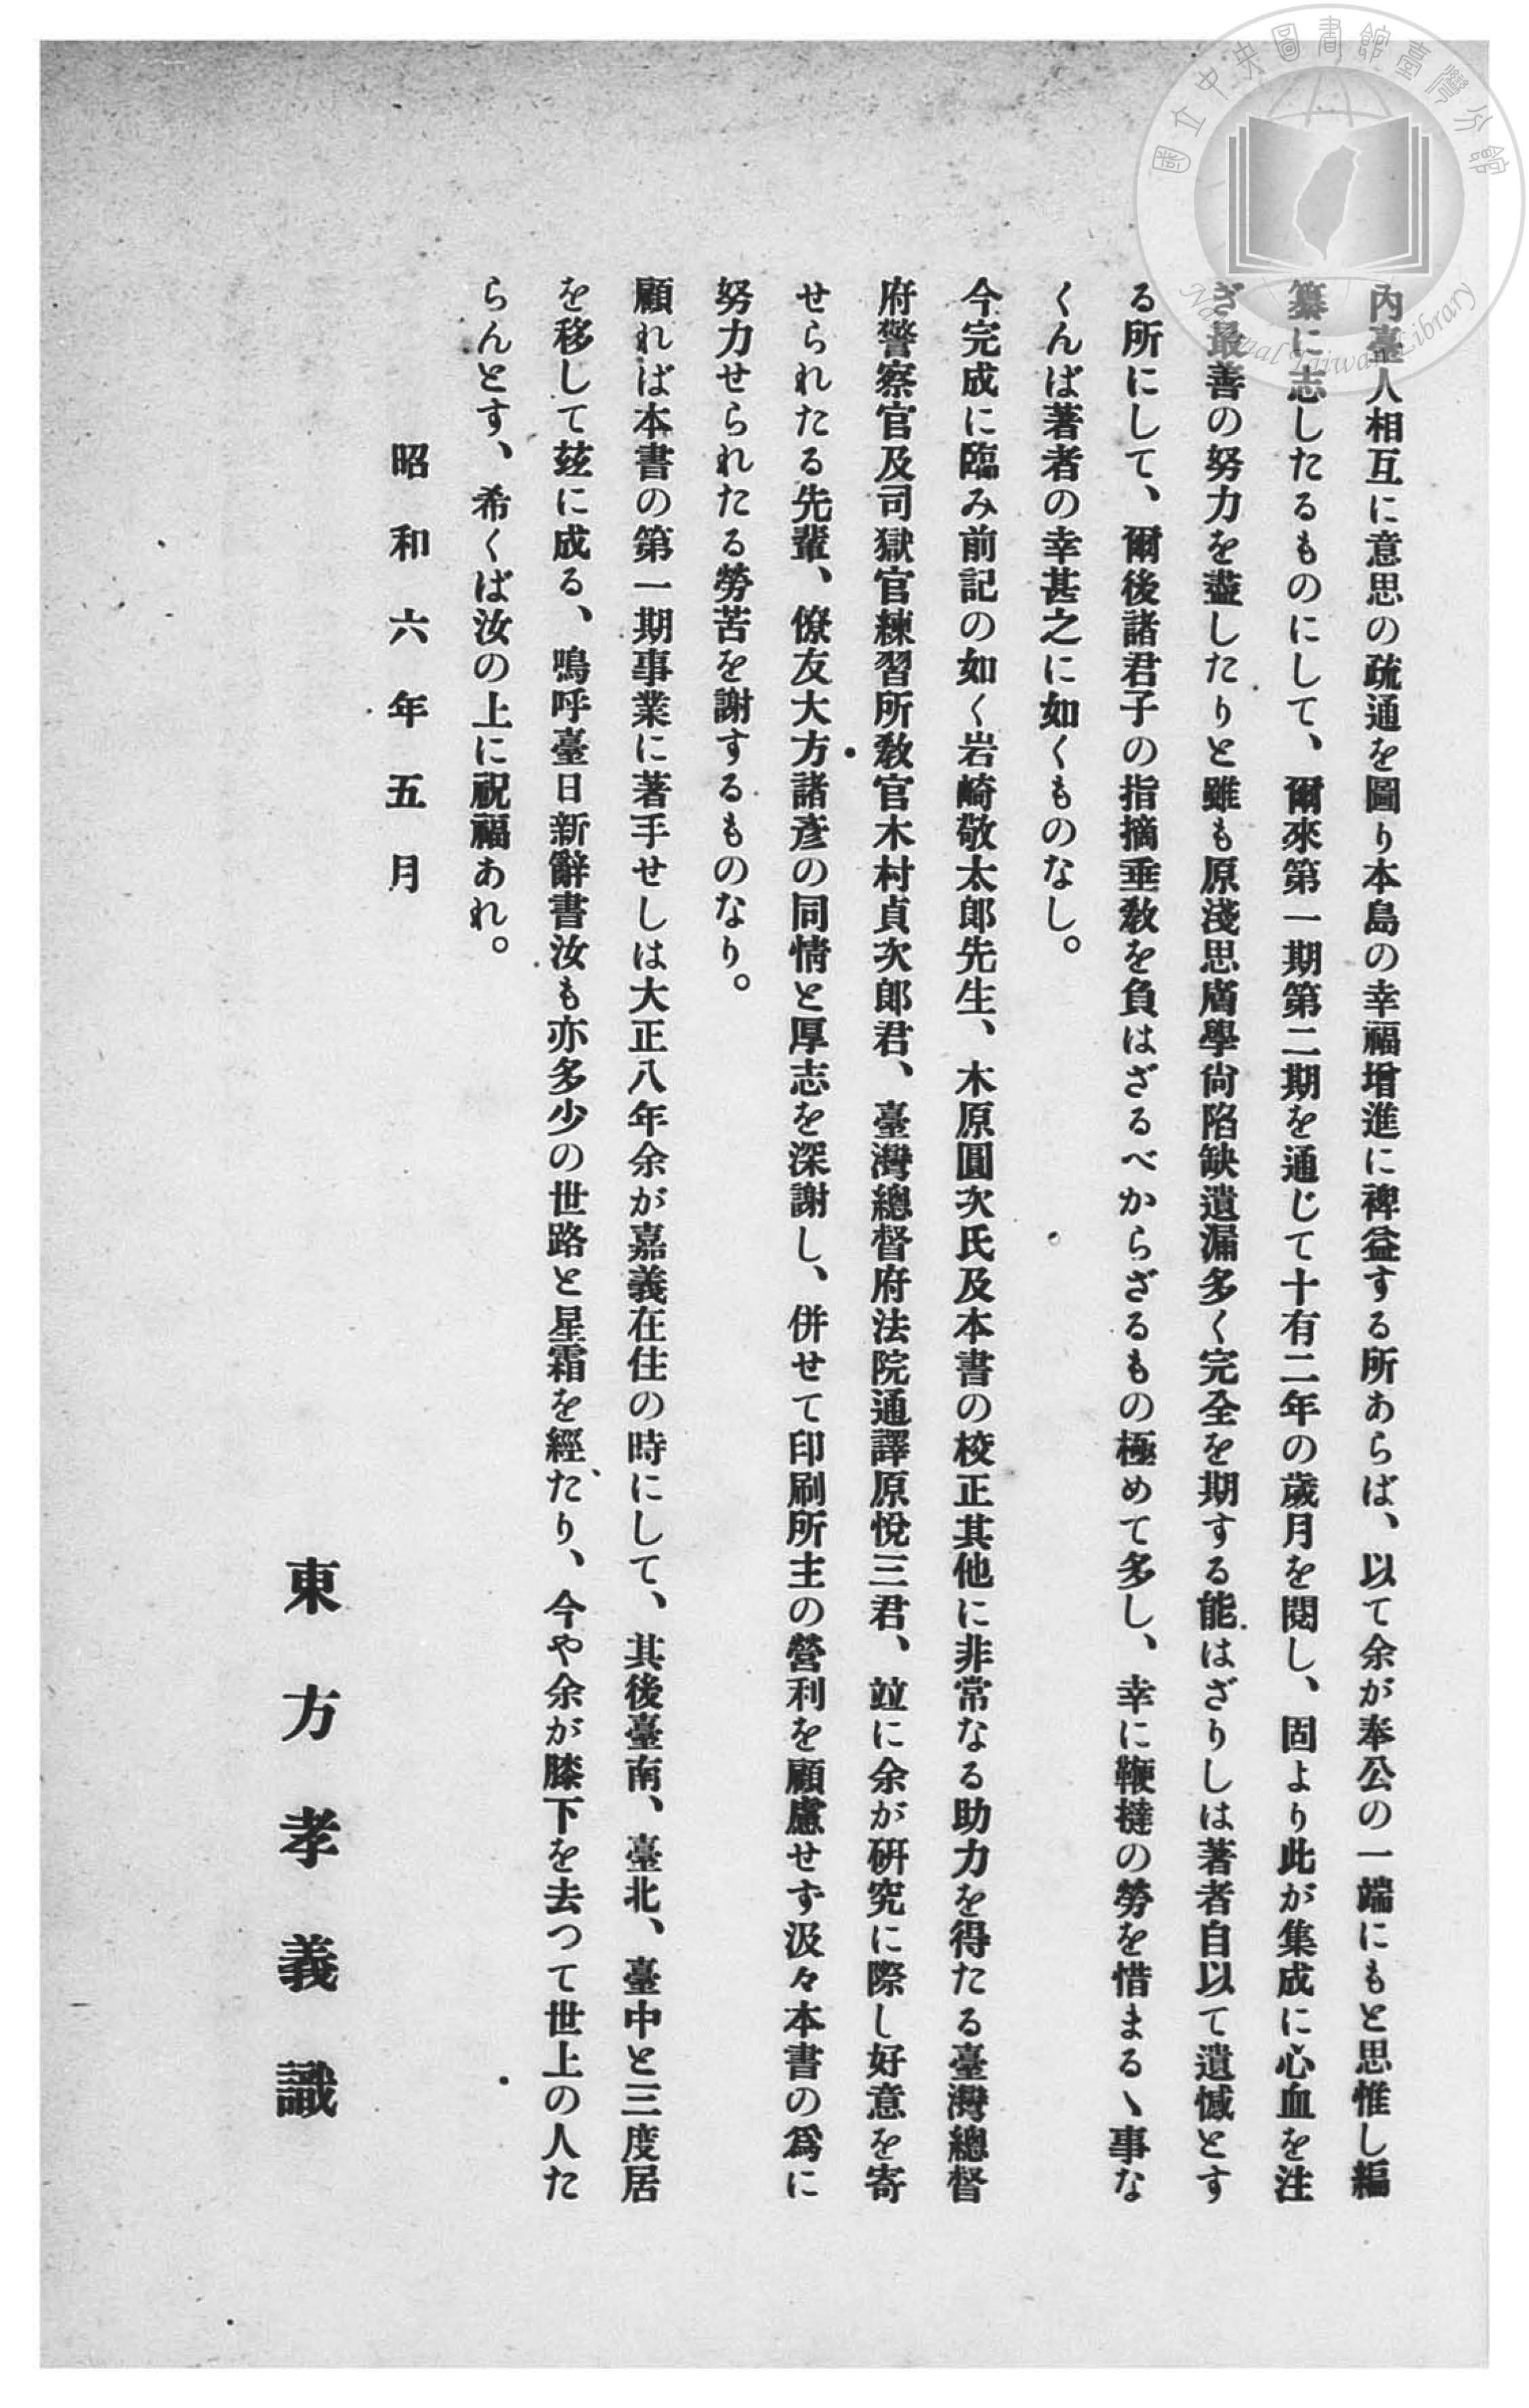 國立中央圖書館臺灣分館
National Taiwan Library
內臺人相互に意思の疏通を圖り本島の幸福增進に裨益する所あらば、以て余が奉公の一端にもと思惟し編
纂に志したるものにして、爾來第一期第二期を通じて十有二年の歲月を閱し、固より此が集成に心血を注
ぎ最善の努力を盡したりと雖も原淺思膚學尙陷缺遺漏多く完全を期する能はざりしは著者自以て遺憾とす
る所にして、爾後諸君子の指摘垂敎を負はざるべからざるもの極めて多し、幸に鞭撻の勞を惜まるヽ事な
くんば著者の幸甚之に如くものなし。
今完成に臨み前記の如く岩崎敬太郎先生、木原圓次氏及本書の校正其他に非常なる助力を得たる臺灣總督
府警察官及司獄官練習所敎官木村貞次郎君、臺灣總督府法院通譯原悅三君、竝に余が硏究に際し好意を寄
せられたる先輩、僚友大方諸彥の同情と厚志を深謝し、併せて印刷所主の營利を顧慮せず汲々本書の爲に
努力せられたる勞苦を謝するものなり。
顧れば本書の第一期事業に著手せしは大正八年余が嘉義在住の時にして、其後臺南、臺北、臺中と三度居
を移して玆に成る、嗚呼臺日新辭書汝も亦多少の世路と星霜を經たり、今や余が膝下を去つて世上の人た
らんとす、希くば汝の上に祝福あれ。
昭和六年五月
東方孝義識